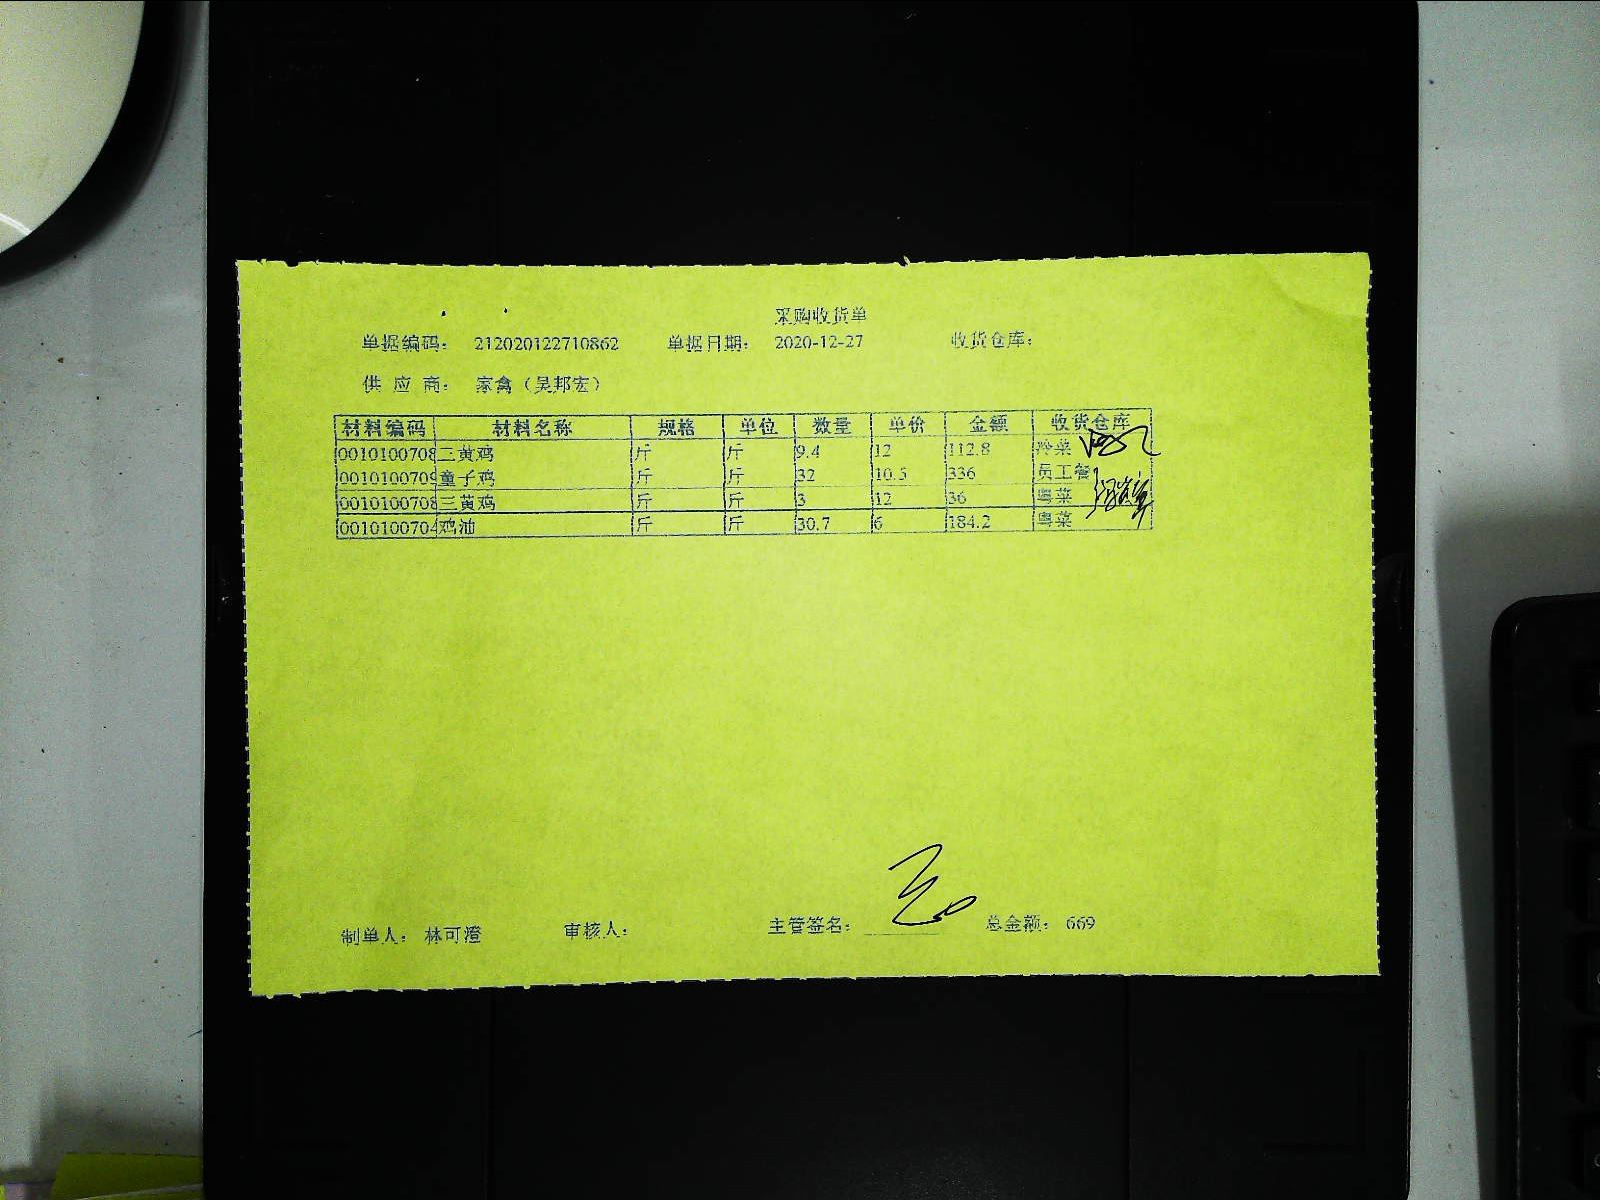 采购收货单
单据编码： 212020122710862 单据日期： 2020-12-27 收货仓库：
供 应 商： 家禽（吴邦宏）
材料编码 材料名称 规格 单位 数量 单价 金额 收货仓库
0010100708 三黄鸡 斤 斤 9.4 12 112.8 冷菜
0010100709 童子鸡 斤 斤 32 10.5 336 员工餐
0010100708 三黄鸡 斤 斤 3 12 36 粤菜
0010100704 鸡油 斤 斤 30.7 6 184.2 粤菜
制单人： 林可澄 审核人： 主管签名： 总金额： 669